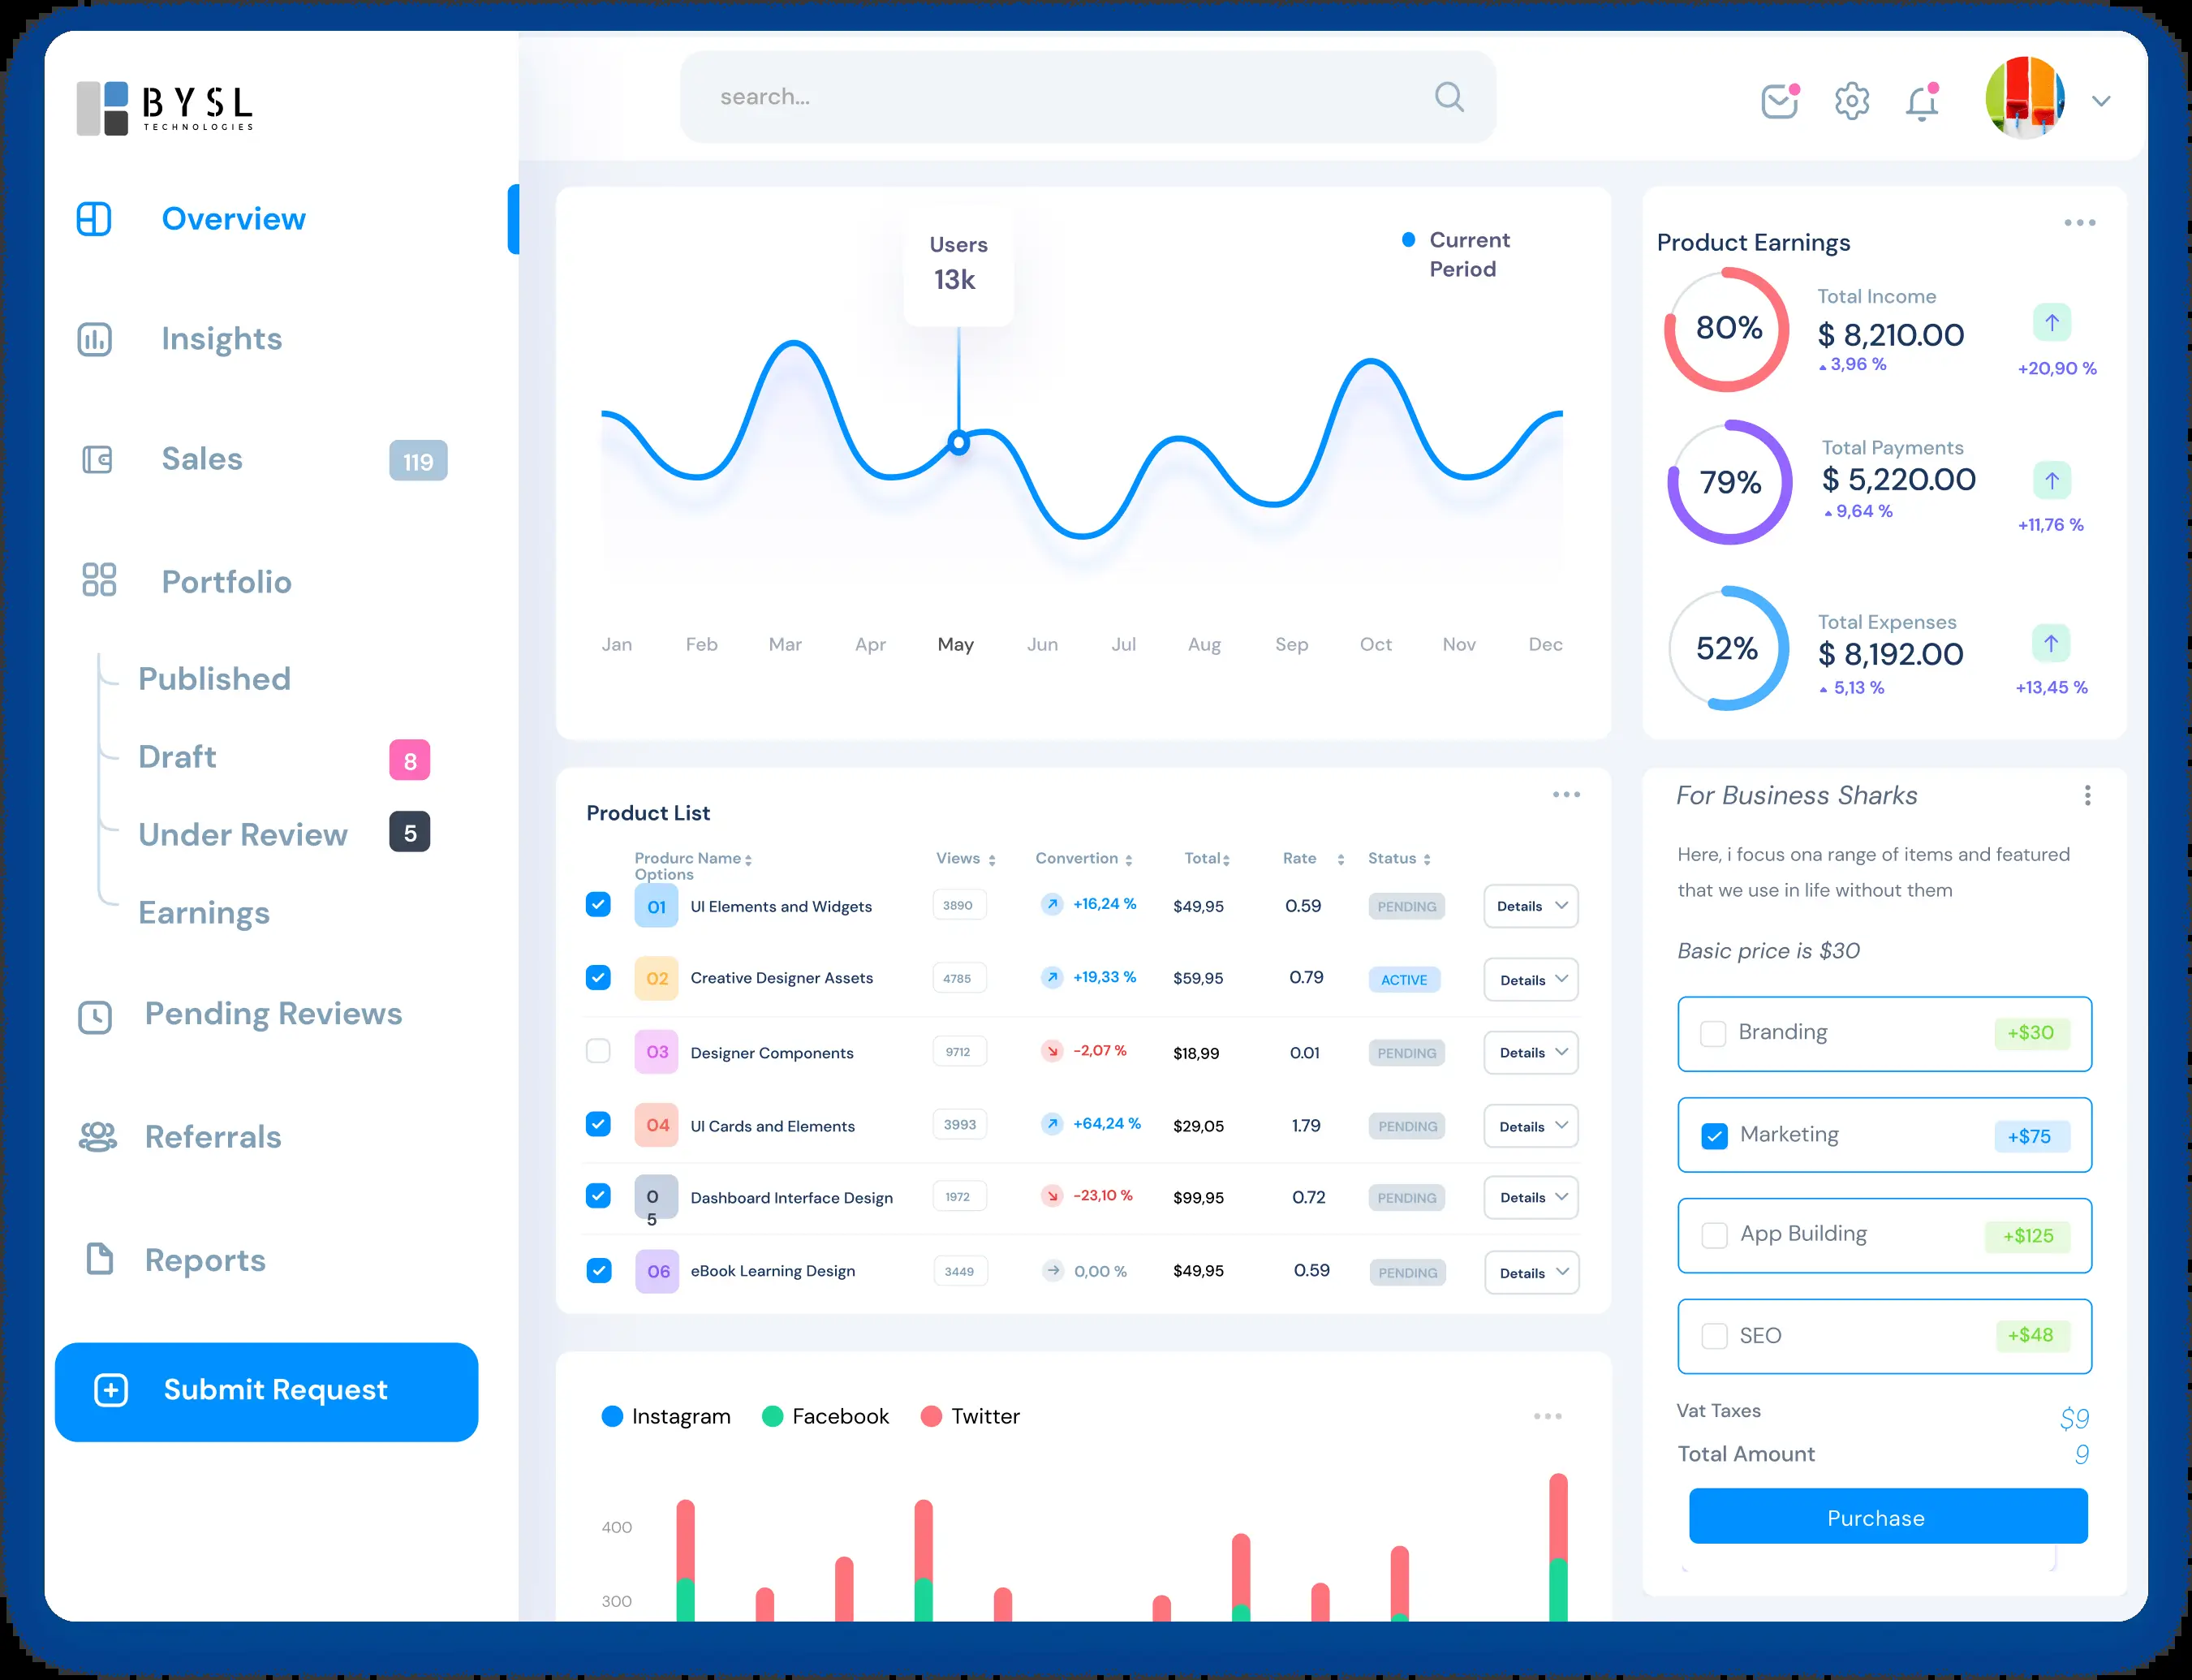 BYSL
TECHNOLOGIES
search...
Overview
Insights
Sales 119
Portfolio
Published
Draft 8
Under Review 5
Earnings
Pending Reviews
Referrals
Reports
Submit Request
Users
13k
Current
Period
Jan Feb Mar Apr May Jun Jul Aug Sep Oct Nov Dec
Product Earnings
80%
Total Income
$ 8,210.00
3,96 %
+20,90 %
79%
Total Payments
$ 5,220.00
9,64 %
+11,76 %
52%
Total Expenses
$ 8,192.00
5,13 %
+13,45 %
Product List
Produrc Name Views Convertion Total Rate Status
Options
01 UI Elements and Widgets 3890 +16,24 % $49,95 0.59 PENDING Details
02 Creative Designer Assets 4785 +19,33 % $59,95 0.79 ACTIVE Details
03 Designer Components 9712 -2,07 % $18,99 0.01 PENDING Details
04 UI Cards and Elements 3993 +64,24 % $29,05 1.79 PENDING Details
0 Dashboard Interface Design 1972 -23,10 % $99,95 0.72 PENDING Details
5
06 eBook Learning Design 3449 0,00 % $49,95 0.59 PENDING Details
For Business Sharks
Here, i focus ona range of items and featured
that we use in life without them
Basic price is $30
Branding +$30
Marketing +$75
App Building +$125
SEO +$48
Vat Taxes $9
Total Amount 9
Purchase
Instagram Facebook Twitter
400
300